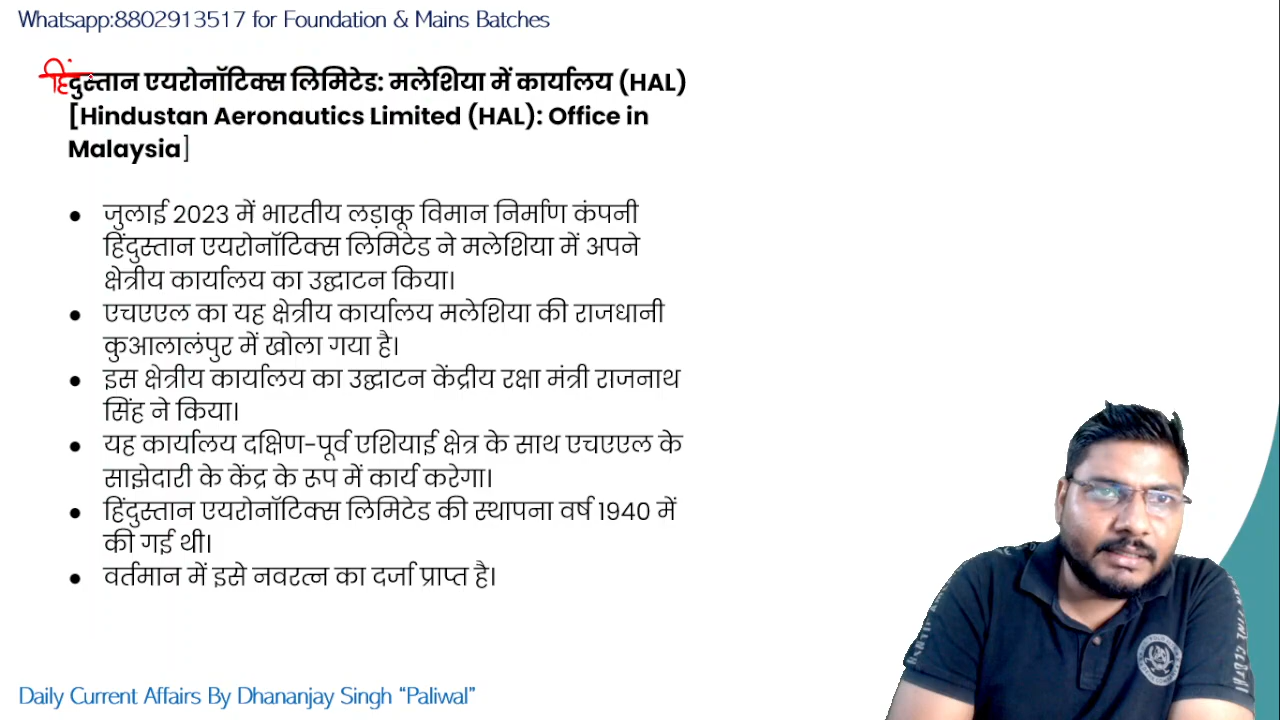 Whatsapp:8802913517 for Foundation & Mains Batches
हिंदुस्तान एयरोनॉटिक्स लिमिटेड: मलेशिया में कार्यालय (HAL)
[Hindustan Aeronautics Limited (HAL): Office in
Malaysia]
● जुलाई 2023 में भारतीय लड़ाकू विमान निर्माण कंपनी
हिंदुस्तान एयरोनॉटिक्स लिमिटेड ने मलेशिया में अपने
क्षेत्रीय कार्यालय का उद्घाटन किया।
● एचएएल का यह क्षेत्रीय कार्यालय मलेशिया की राजधानी
कुआलालंपुर में खोला गया है।
● इस क्षेत्रीय कार्यालय का उद्घाटन केंद्रीय रक्षा मंत्री राजनाथ
सिंह ने किया।
● यह कार्यालय दक्षिण-पूर्व एशियाई क्षेत्र के साथ एचएएल के
साझेदारी के केंद्र के रूप में कार्य करेगा।
● हिंदुस्तान एयरोनॉटिक्स लिमिटेड की स्थापना वर्ष 1940 में
की गई थी।
● वर्तमान में इसे नवरत्न का दर्जा प्राप्त है।
Daily Current Affairs By Dhananjay Singh “Paliwal”